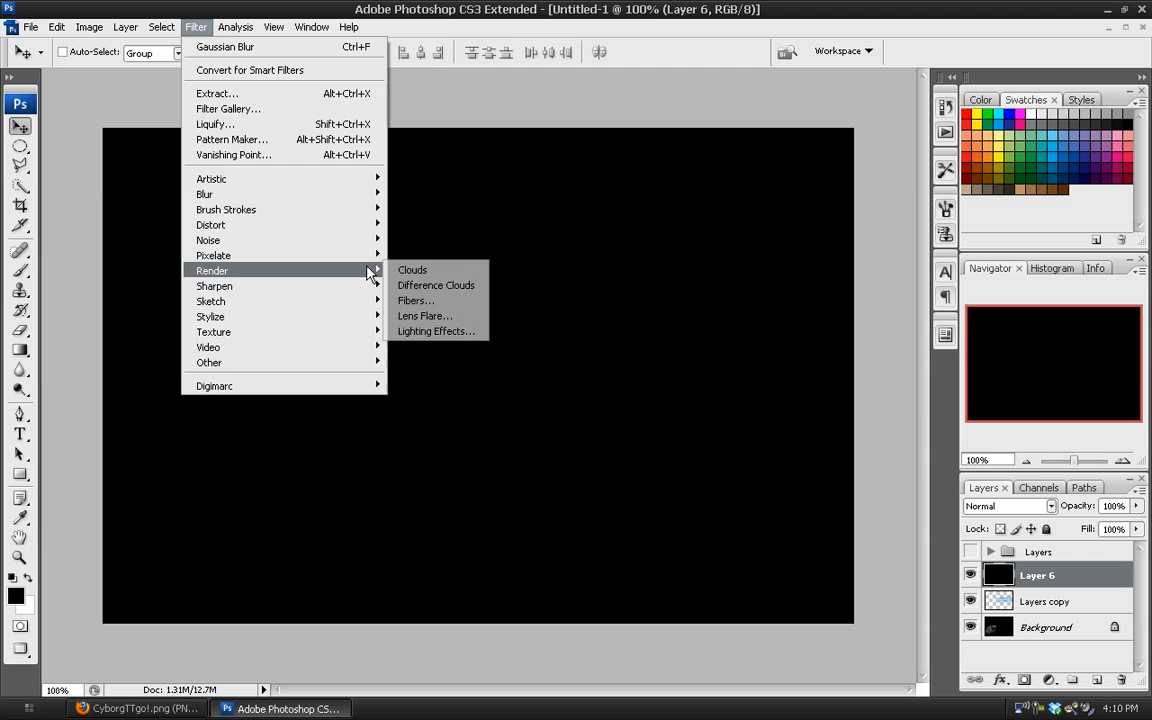 Adobe Photoshop CS3 Extended - [Untitled-1 @ 100% (Layer 6, RGB/8)]
File Edit Image Layer Select Filter Analysis View Window Help
Auto-Select: Group
Workspace
Gaussian Blur Ctrl+F
Convert for Smart Filters
Extract... Alt+Ctrl+X
Filter Gallery...
Liquify... Shift+Ctrl+X
Pattern Maker... Alt+Shift+Ctrl+X
Vanishing Point... Alt+Ctrl+V
Artistic
Blur
Brush Strokes
Distort
Noise
Pixelate
Render
Sharpen
Sketch
Stylize
Texture
Video
Other
Digimarc
Clouds
Difference Clouds
Fibers...
Lens Flare...
Lighting Effects...
Ps
Color Swatches Styles
Navigator Histogram Info
100%
Layers Channels Paths
Normal Opacity: 100%
Lock: Fill: 100%
Layers
Layer 6
Layers copy
Background
100% Doc: 1.31M/12.7M
CyborgTTgo!.png (PN... Adobe Photoshop CS... 4:10 PM